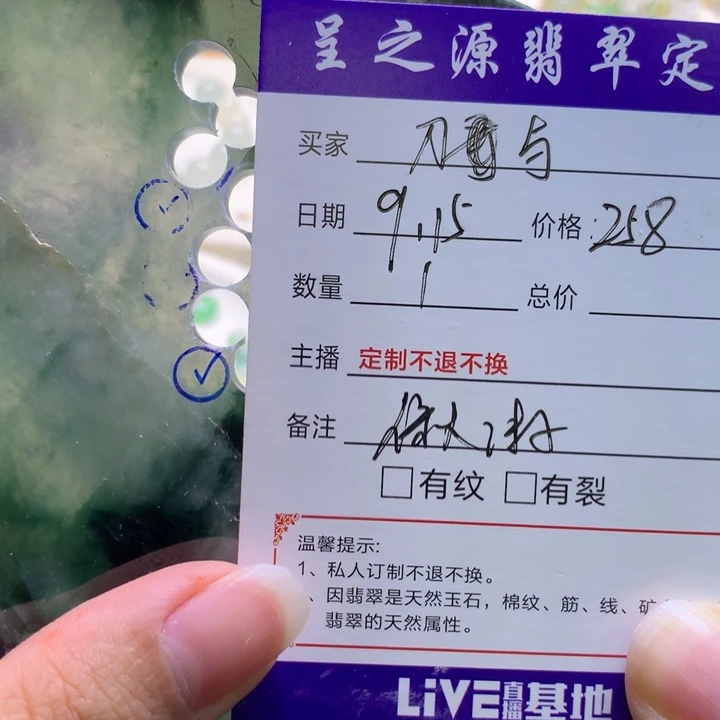 呈之源翡翠定
买家
日期 9.15 价格:258
数量 1 总价
主播 定制不退不换
备注
□有纹 □有裂
温馨提示:
1、私人订制不退不换。
、因翡翠是天然玉石，棉纹、筋、线、矿
翡翠的天然属性。
LiVE直播基地